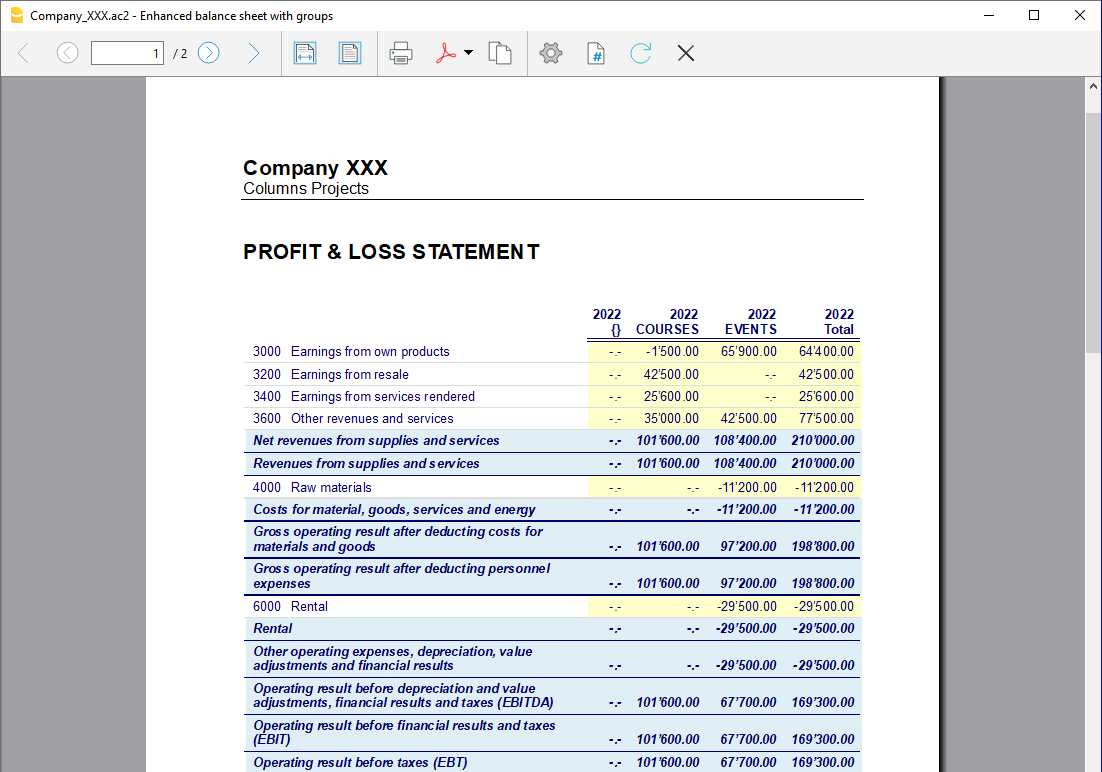 Company_XXX.ac2 - Enhanced balance sheet with groups
1 / 2
#
Company XXX
Columns Projects
PROFIT & LOSS STATEMENT
2022 2022 2022 2022
{} COURSES EVENTS Total
3000 Earnings from own products -.- -1'500.00 65'900.00 64'400.00
3200 Earnings from resale -.- 42'500.00 -.- 42'500.00
3400 Earnings from services rendered -.- 25'600.00 -.- 25'600.00
3600 Other revenues and services -.- 35'000.00 42'500.00 77'500.00
Net revenues from supplies and services -.- 101'600.00 108'400.00 210'000.00
Revenues from supplies and services -.- 101'600.00 108'400.00 210'000.00
4000 Raw materials -.- -.- -11'200.00 -11'200.00
Costs for material, goods, services and energy -.- -.- -11'200.00 -11'200.00
Gross operating result after deducting costs for
materials and goods -.- 101'600.00 97'200.00 198'800.00
Gross operating result after deducting personnel
expenses -.- 101'600.00 97'200.00 198'800.00
6000 Rental -.- -.- -29'500.00 -29'500.00
Rental -.- -.- -29'500.00 -29'500.00
Other operating expenses, depreciation, value
adjustments and financial results -.- -.- -29'500.00 -29'500.00
Operating result before depreciation and value
adjustments, financial results and taxes (EBITDA) -.- 101'600.00 67'700.00 169'300.00
Operating result before financial results and taxes
(EBIT) -.- 101'600.00 67'700.00 169'300.00
Operating result before taxes (EBT) -.- 101'600.00 67'700.00 169'300.00